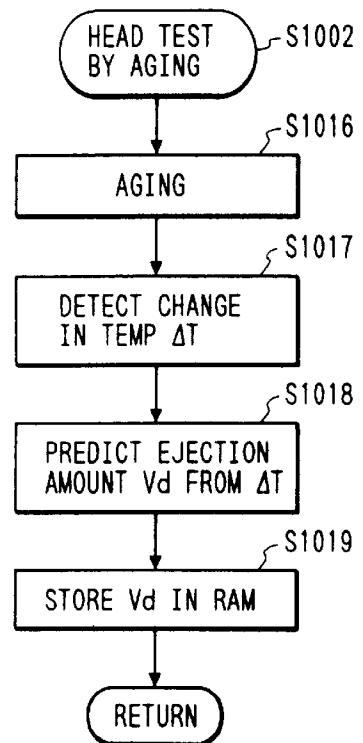 HEAD TEST
BY AGING
S1002
S1016
AGING
S1017
DETECT CHANGE
IN TEMP ΔT
S1018
PREDICT EJECTION
AMOUNT Vd FROM ΔT
S1019
STORE Vd IN RAM
RETURN